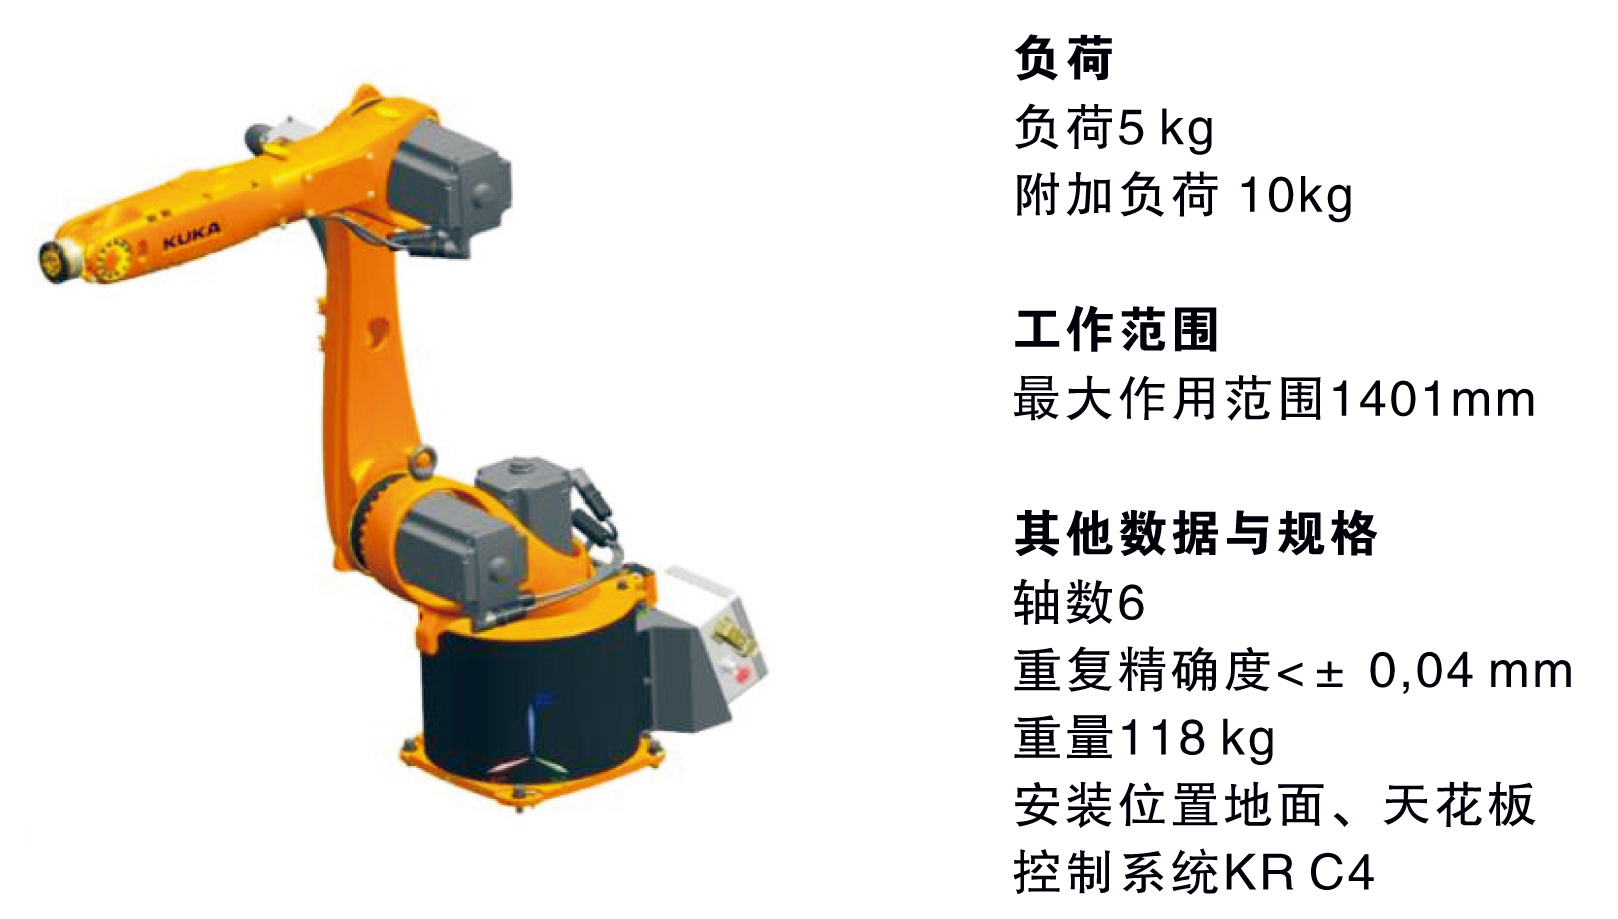 KUKA
负荷
负荷5 kg
附加负荷 10kg
工作范围
最大作用范围1401mm
其他数据与规格
轴数6
重复精确度<± 0,04 mm
重量118 kg
安装位置地面、天花板
控制系统KR C4